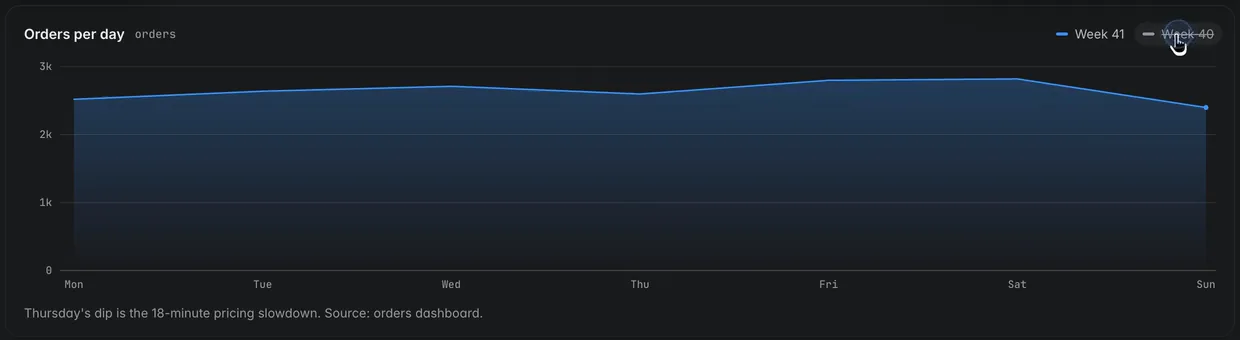 Orders per day orders Week 41 Week 40
3k
2k
1k
0
Mon Tue Wed Thu Fri Sat Sun
Thursday's dip is the 18-minute pricing slowdown. Source: orders dashboard.